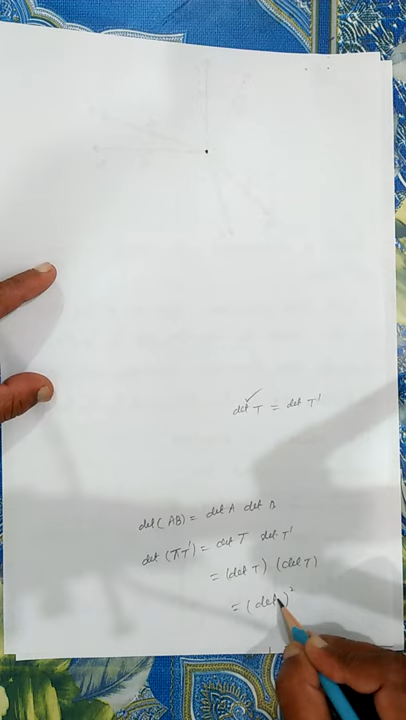 det T = det T'
det (AB) = det A det B
det (TT') = det T det T'
= (det T) (det T)
= (det )²